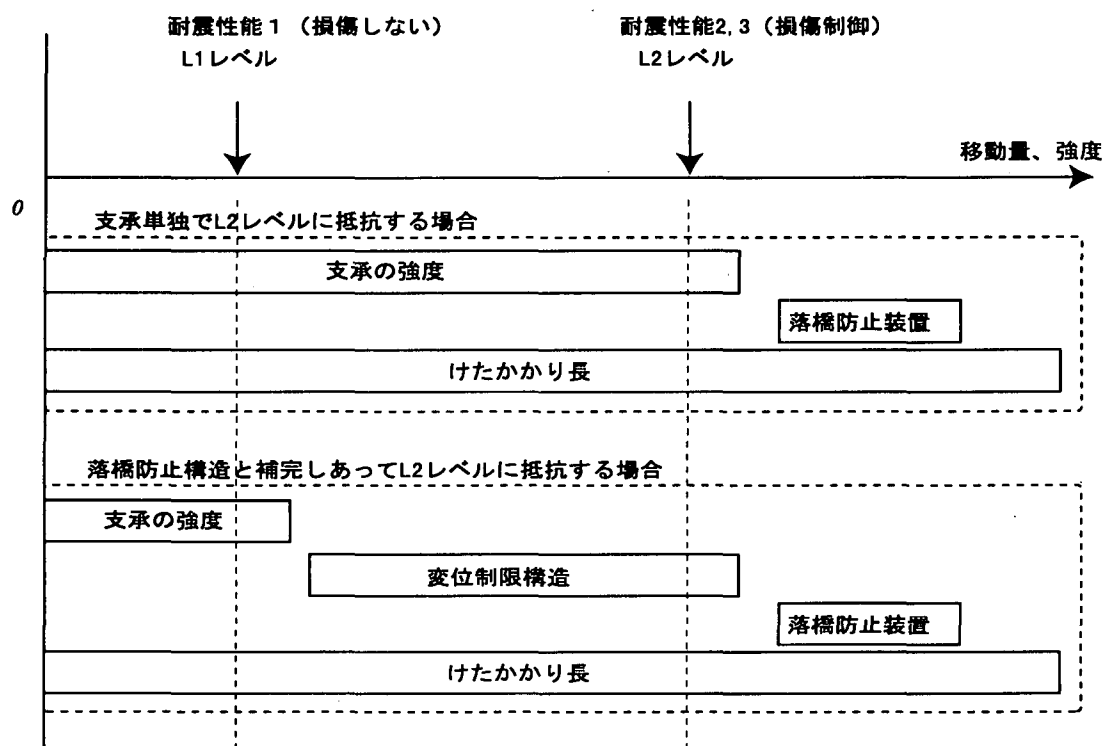 耐震性能1（損傷しない）
L1レベル
耐震性能2,3（損傷制御）
L2レベル
移動量、強度
0
支承単独でL2レベルに抵抗する場合
支承の強度
落橋防止装置
けたかかり長
落橋防止構造と補完しあってL2レベルに抵抗する場合
支承の強度
変位制限構造
落橋防止装置
けたかかり長